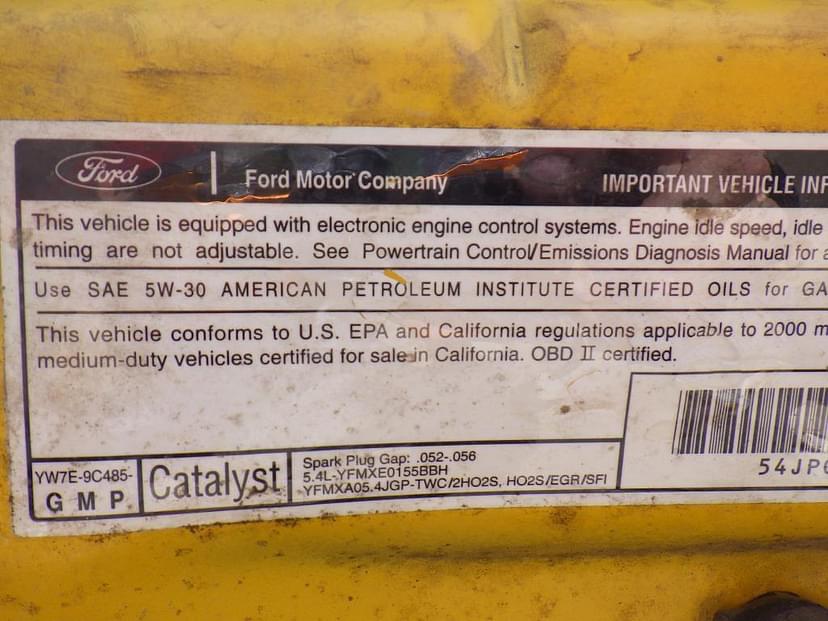 Ford
Ford Motor Company
IMPORTANT VEHICLE INF
This vehicle is equipped with electronic engine control systems. Engine idle speed, idle
timing are not adjustable. See Powertrain Control/Emissions Diagnosis Manual for a
Use SAE 5W-30 AMERICAN PETROLEUM INSTITUTE CERTIFIED OILS for GA
This vehicle conforms to U.S. EPA and California regulations applicable to 2000 m
medium-duty vehicles certified for sale in California. OBD II certified.
YW7E-9C485-
G M P
Catalyst
Spark Plug Gap: .052-.056
5.4L-YFMXE0155BBH
YFMXA05.4JGP-TWC/2HO2S, HO2S/EGR/SFI
54JP